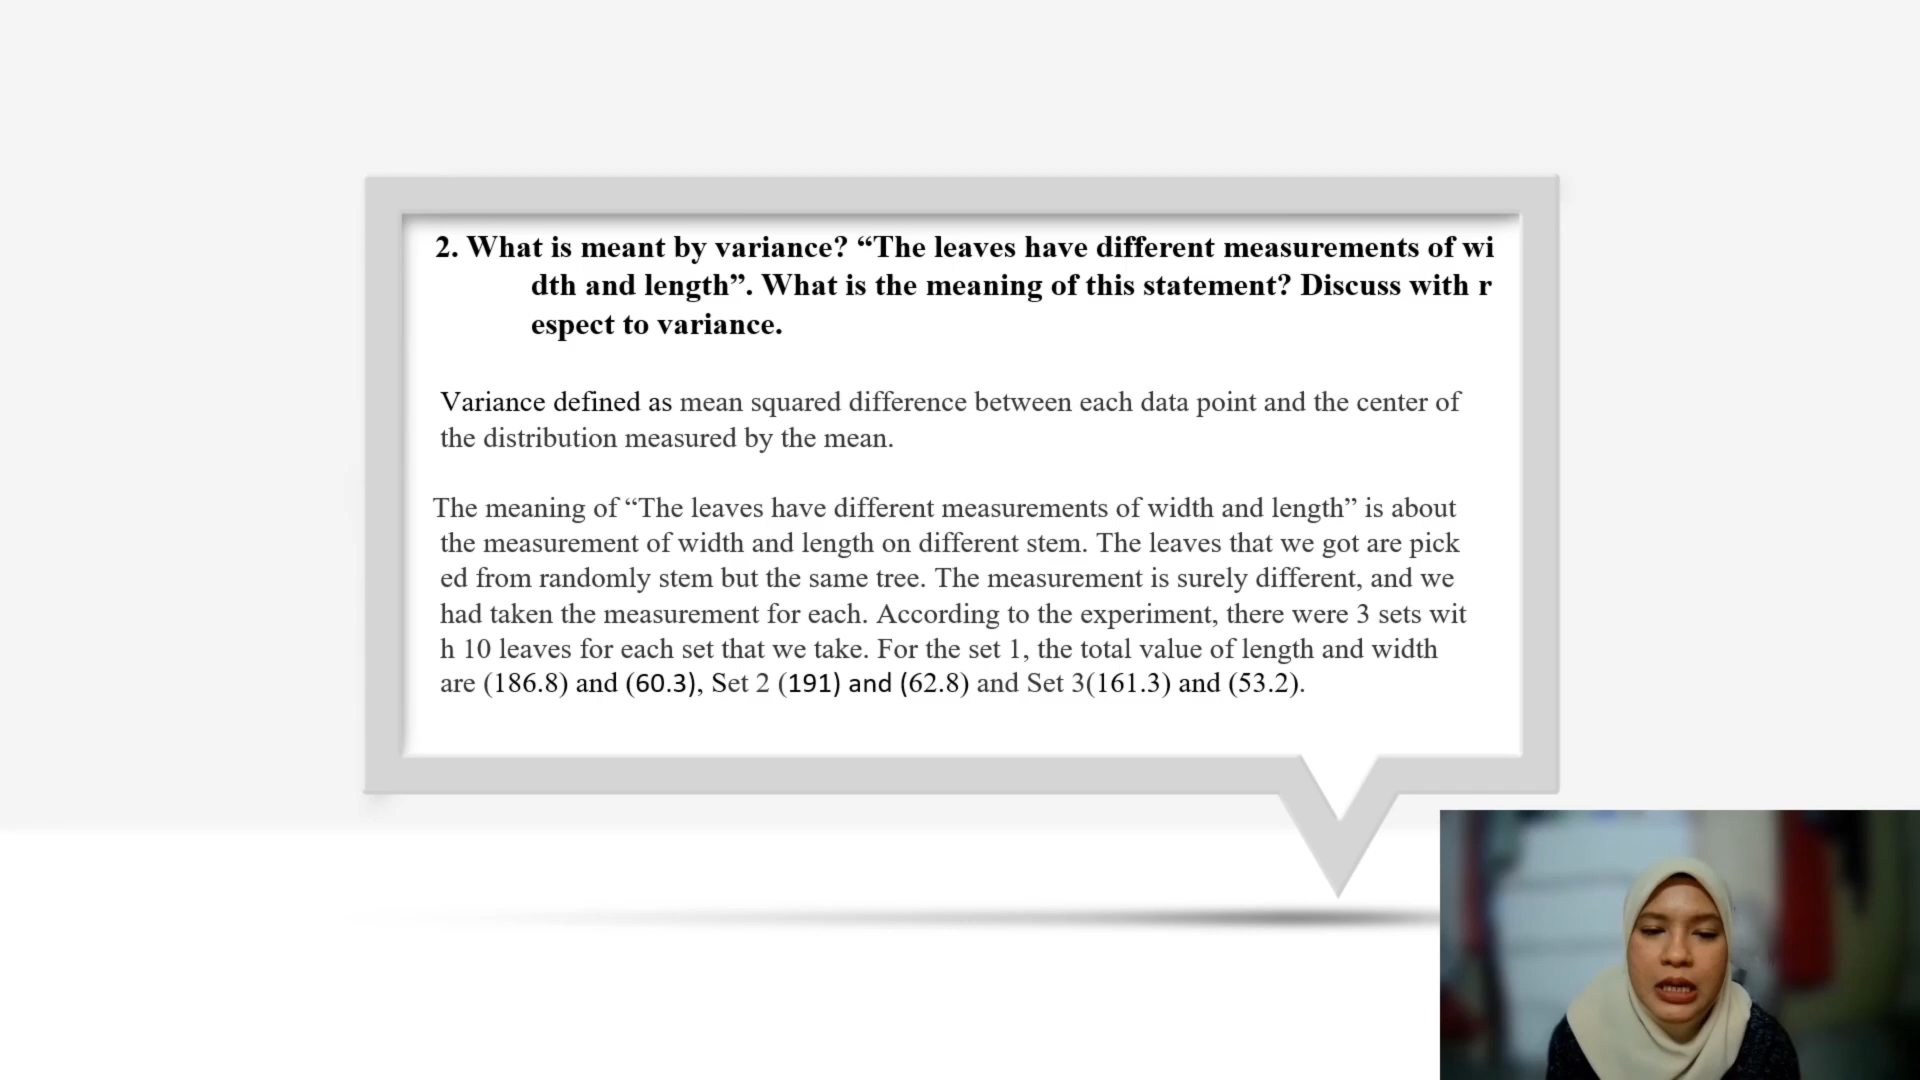 2. What is meant by variance? “The leaves have different measurements of wi
dth and length”. What is the meaning of this statement? Discuss with r
espect to variance.
Variance defined as mean squared difference between each data point and the center of
the distribution measured by the mean.
The meaning of “The leaves have different measurements of width and length” is about
the measurement of width and length on different stem. The leaves that we got are pick
ed from randomly stem but the same tree. The measurement is surely different, and we
had taken the measurement for each. According to the experiment, there were 3 sets wit
h 10 leaves for each set that we take. For the set 1, the total value of length and width
are (186.8) and (60.3), Set 2 (191) and (62.8) and Set 3(161.3) and (53.2).